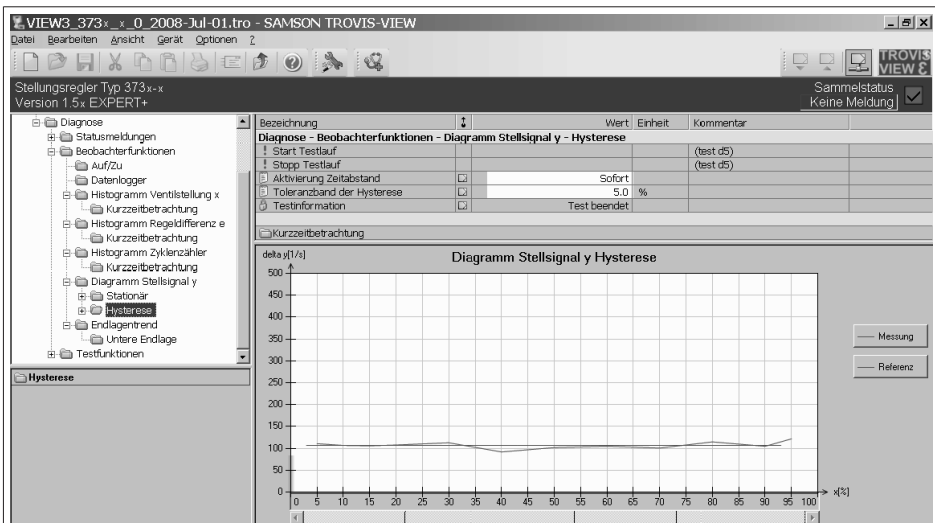 VIEW3_373x_x_0_2008-Jul-01.tro - SAMSON TROVIS-VIEW
Datei Bearbeiten Ansicht Gerät Optionen ?
TROVIS
VIEW 3
Stellungsregler Typ 373x-x
Version 1.5x EXPERT+
Sammelstatus
Keine Meldung
Diagnose
Statusmeldungen
Beobachterfunktionen
Auf/Zu
Datenlogger
Histogramm Ventilstellung x
Kurzzeitbetrachtung
Histogramm Regeldifferenz e
Kurzzeitbetrachtung
Histogramm Zyklenzähler
Kurzzeitbetrachtung
Diagramm Stellsignal y
Stationär
Hysterese
Endlagentrend
Untere Endlage
Testfunktionen
Hysterese
Bezeichnung Wert Einheit Kommentar
Diagnose - Beobachterfunktionen - Diagramm Stellsignal y - Hysterese
! Start Testlauf (test d5)
! Stopp Testlauf (test d5)
Aktivierung Zeitabstand Sofort
Toleranzband der Hysterese 5.0 %
Testinformation Test beendet
Kurzzeitbetrachtung
delta y[1/s]
Diagramm Stellsignal y Hysterese
500
450
400
350
300
250
200
150
100
50
0
0 5 10 15 20 25 30 35 40 45 50 55 60 65 70 75 80 85 90 95 100
x[%]
Messung
Referenz